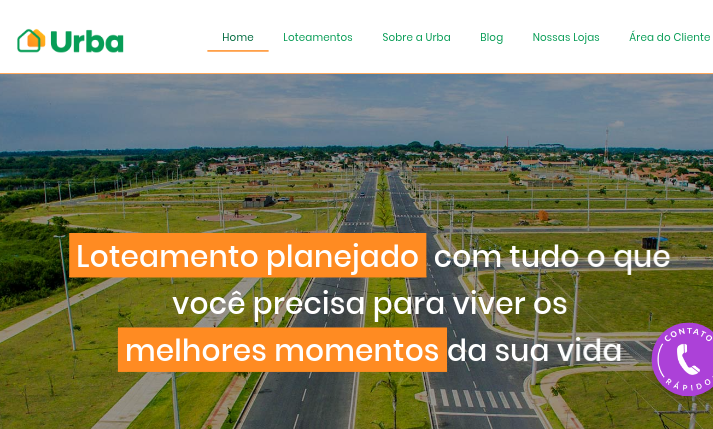 Urba
Home Loteamentos Sobre a Urba Blog Nossas Lojas Área do Cliente
Loteamento planejado com tudo o que
você precisa para viver os
melhores momentos da sua vida
CONTATO
RÁPIDO